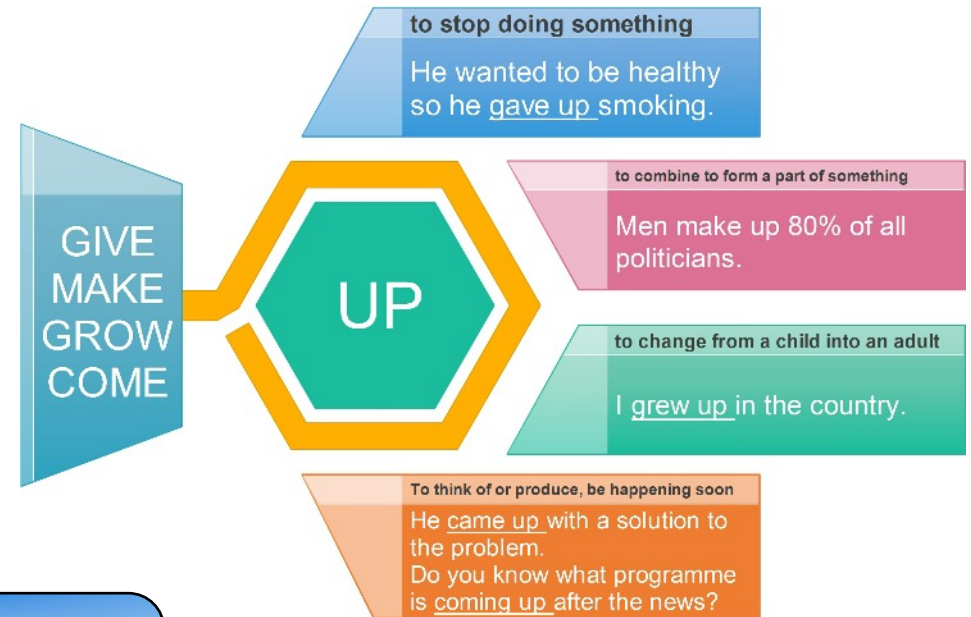 to stop doing something
He wanted to be healthy
so he gave up smoking.
GIVE
MAKE
GROW
COME
UP
to combine to form a part of something
Men make up 80% of all
politicians.
to change from a child into an adult
I grew up in the country.
To think of or produce, be happening soon
He came up with a solution to
the problem.
Do you know what programme
is coming up after the news?